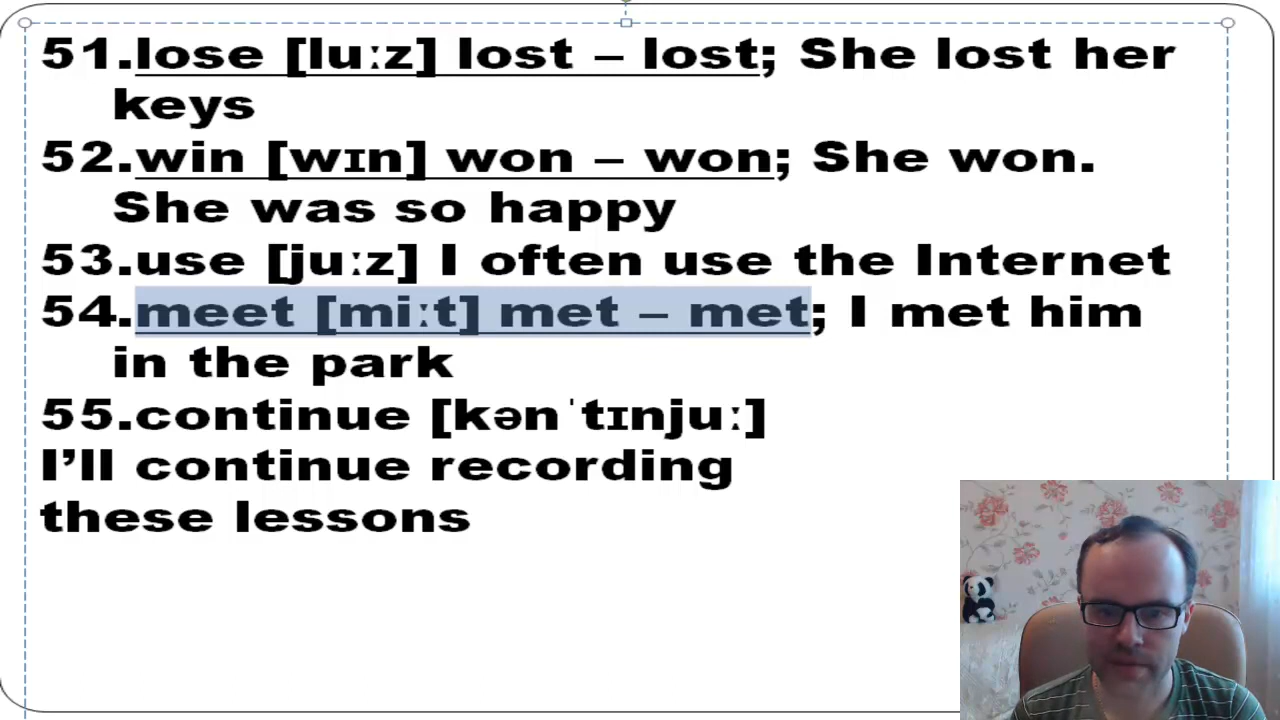 51.lose [luːz] lost – lost; She lost her
keys
52.win [wɪn] won – won; She won.
She was so happy
53.use [juːz] I often use the Internet
54.meet [miːt] met – met; I met him
in the park
55.continue [kənˈtɪnjuː]
I’ll continue recording
these lessons